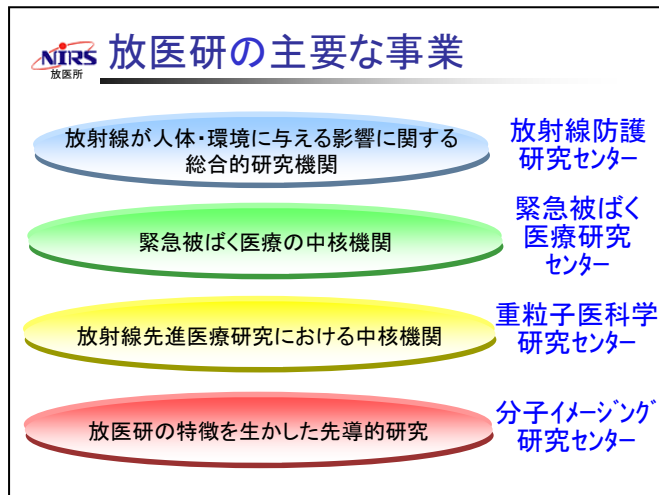 NIRS
放医所
放医研の主要な事業
放射線が人体・環境に与える影響に関する
総合的研究機関
放射線防護
研究センター
緊急被ばく医療の中核機関
緊急被ばく
医療研究
センター
放射線先進医療研究における中核機関
重粒子医科学
研究センター
放医研の特徴を生かした先導的研究
分子イメージング
研究センター